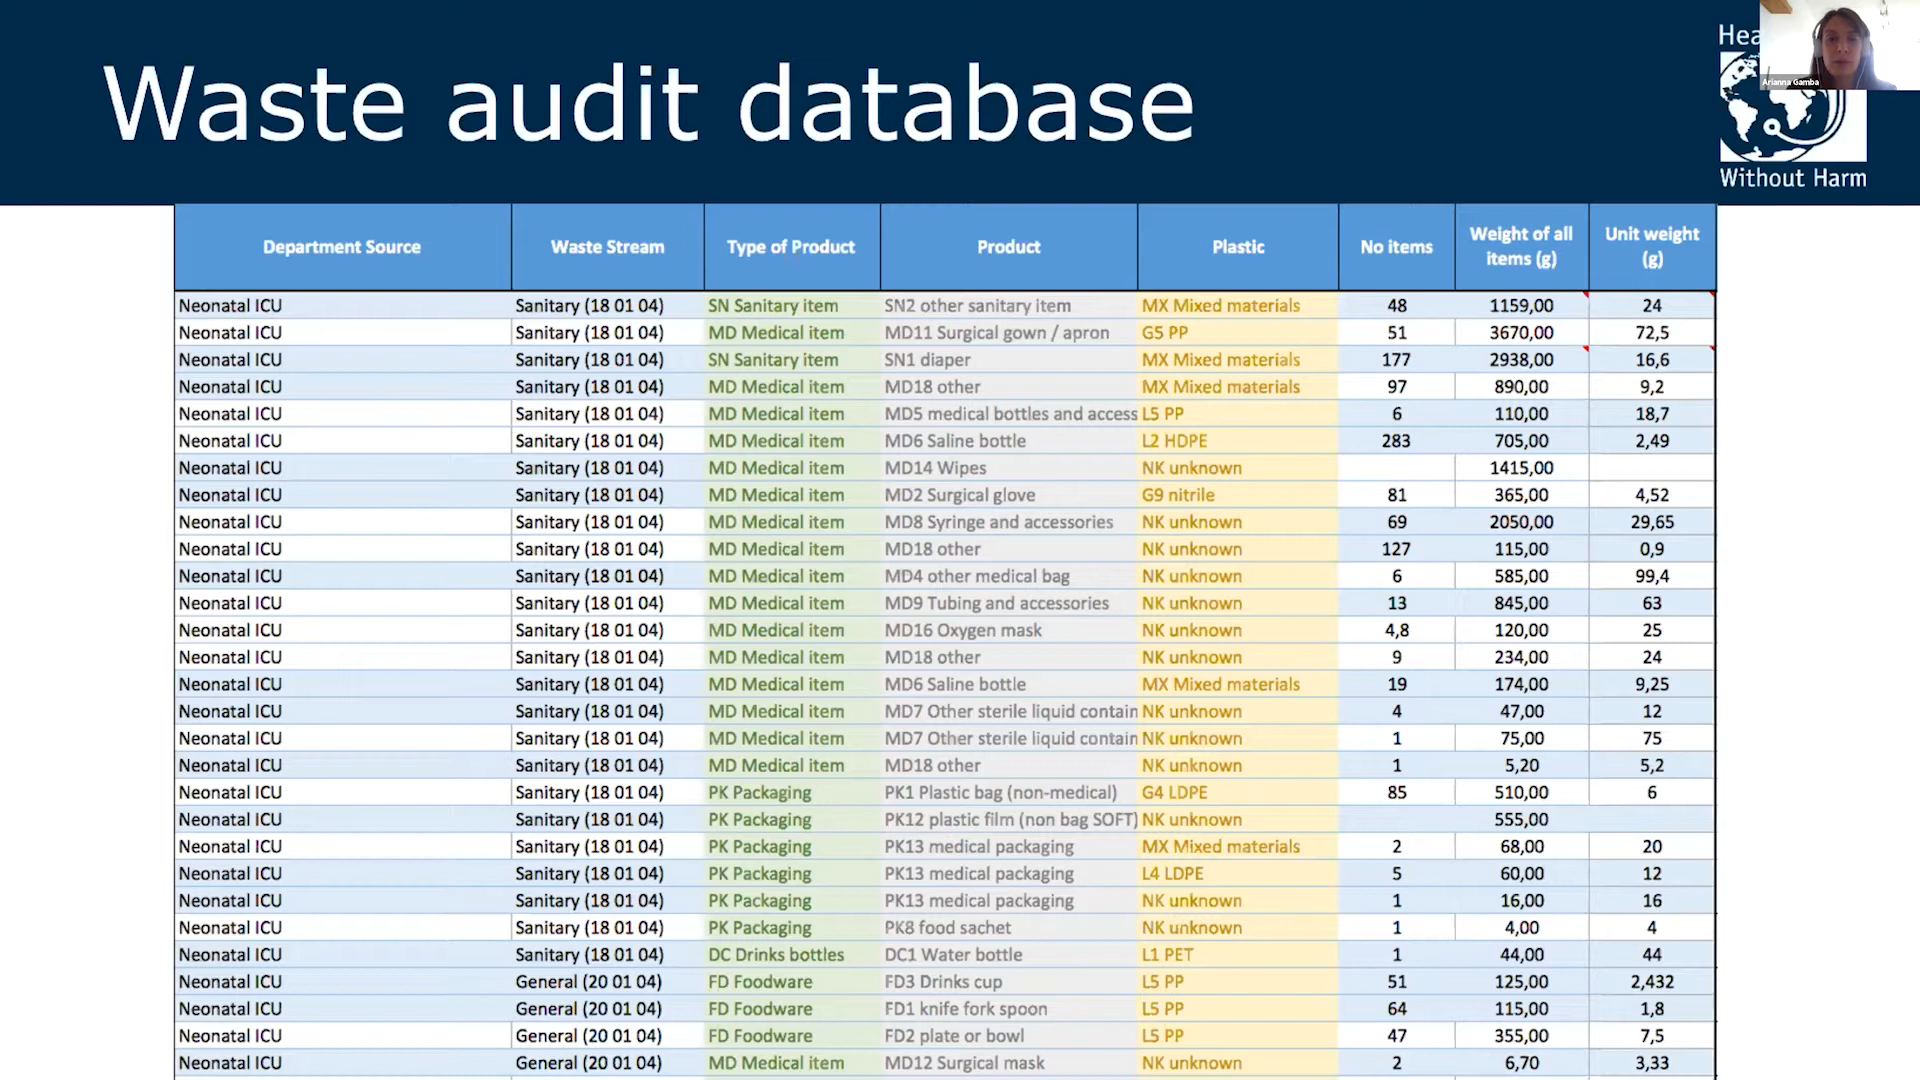 Waste audit database
Hea
Arianna Gamba
Without Harm
Department Source Waste Stream Type of Product Product Plastic No items Weight of all items (g) Unit weight (g)
Neonatal ICU Sanitary (18 01 04) SN Sanitary item SN2 other sanitary item MX Mixed materials 48 1159,00 24
Neonatal ICU Sanitary (18 01 04) MD Medical item MD11 Surgical gown / apron G5 PP 51 3670,00 72,5
Neonatal ICU Sanitary (18 01 04) SN Sanitary item SN1 diaper MX Mixed materials 177 2938,00 16,6
Neonatal ICU Sanitary (18 01 04) MD Medical item MD18 other MX Mixed materials 97 890,00 9,2
Neonatal ICU Sanitary (18 01 04) MD Medical item MD5 medical bottles and access L5 PP 6 110,00 18,7
Neonatal ICU Sanitary (18 01 04) MD Medical item MD6 Saline bottle L2 HDPE 283 705,00 2,49
Neonatal ICU Sanitary (18 01 04) MD Medical item MD14 Wipes NK unknown 1415,00
Neonatal ICU Sanitary (18 01 04) MD Medical item MD2 Surgical glove G9 nitrile 81 365,00 4,52
Neonatal ICU Sanitary (18 01 04) MD Medical item MD8 Syringe and accessories NK unknown 69 2050,00 29,65
Neonatal ICU Sanitary (18 01 04) MD Medical item MD18 other NK unknown 127 115,00 0,9
Neonatal ICU Sanitary (18 01 04) MD Medical item MD4 other medical bag NK unknown 6 585,00 99,4
Neonatal ICU Sanitary (18 01 04) MD Medical item MD9 Tubing and accessories NK unknown 13 845,00 63
Neonatal ICU Sanitary (18 01 04) MD Medical item MD16 Oxygen mask NK unknown 4,8 120,00 25
Neonatal ICU Sanitary (18 01 04) MD Medical item MD18 other NK unknown 9 234,00 24
Neonatal ICU Sanitary (18 01 04) MD Medical item MD6 Saline bottle MX Mixed materials 19 174,00 9,25
Neonatal ICU Sanitary (18 01 04) MD Medical item MD7 Other sterile liquid contain NK unknown 4 47,00 12
Neonatal ICU Sanitary (18 01 04) MD Medical item MD7 Other sterile liquid contain NK unknown 1 75,00 75
Neonatal ICU Sanitary (18 01 04) MD Medical item MD18 other NK unknown 1 5,20 5,2
Neonatal ICU Sanitary (18 01 04) PK Packaging PK1 Plastic bag (non-medical) G4 LDPE 85 510,00 6
Neonatal ICU Sanitary (18 01 04) PK Packaging PK12 plastic film (non bag SOFT) NK unknown 555,00
Neonatal ICU Sanitary (18 01 04) PK Packaging PK13 medical packaging MX Mixed materials 2 68,00 20
Neonatal ICU Sanitary (18 01 04) PK Packaging PK13 medical packaging L4 LDPE 5 60,00 12
Neonatal ICU Sanitary (18 01 04) PK Packaging PK13 medical packaging NK unknown 1 16,00 16
Neonatal ICU Sanitary (18 01 04) PK Packaging PK8 food sachet NK unknown 1 4,00 4
Neonatal ICU Sanitary (18 01 04) DC Drinks bottles DC1 Water bottle L1 PET 1 44,00 44
Neonatal ICU General (20 01 04) FD Foodware FD3 Drinks cup L5 PP 51 125,00 2,432
Neonatal ICU General (20 01 04) FD Foodware FD1 knife fork spoon L5 PP 64 115,00 1,8
Neonatal ICU General (20 01 04) FD Foodware FD2 plate or bowl L5 PP 47 355,00 7,5
Neonatal ICU General (20 01 04) MD Medical item MD12 Surgical mask NK unknown 2 6,70 3,33